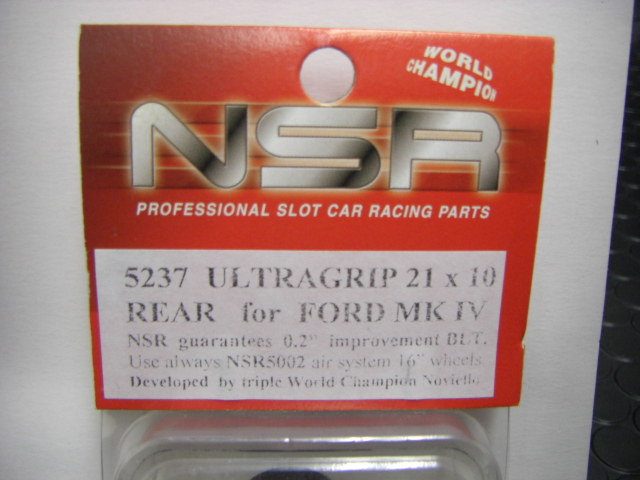 WORLD
CHAMPION
NSR
PROFESSIONAL SLOT CAR RACING PARTS
5237 ULTRAGRIP 21 x 10
REAR for FORD MK IV
NSR guarantees 0.2" improvement BLT.
Use always NSR5002 air system 16" wheels.
Developed by triple World Champion Noviello